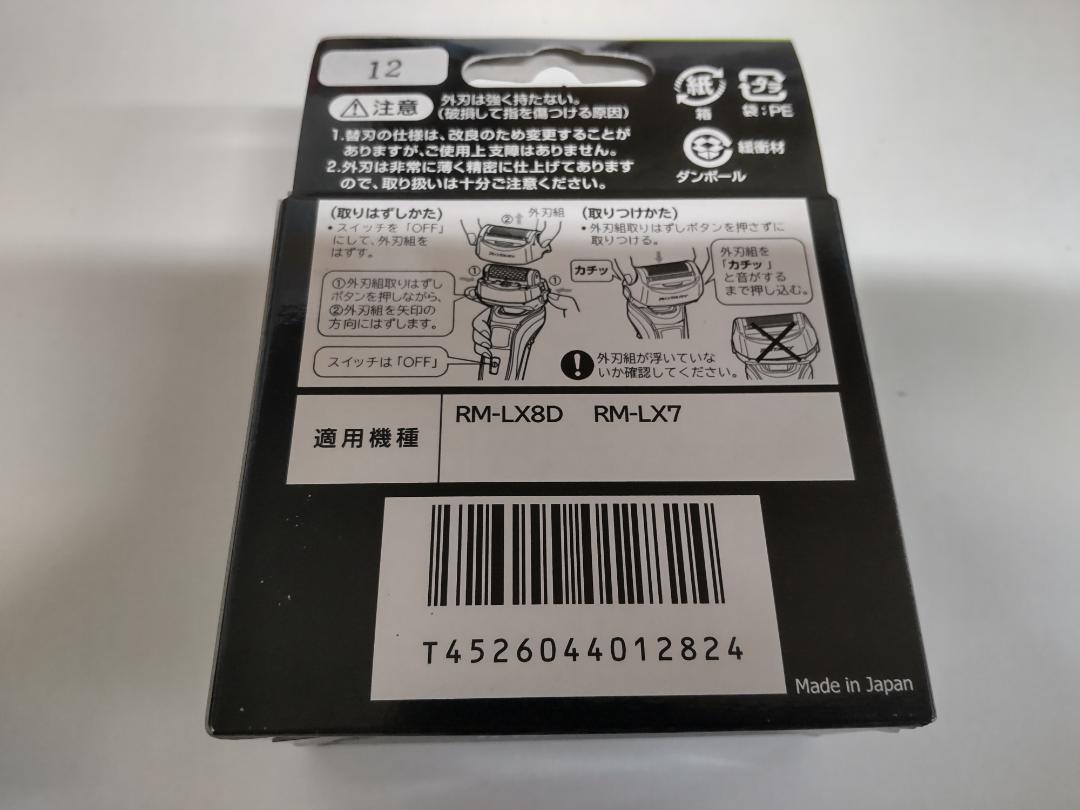 12
注意
外刃は強く持たない。
(破損して指を傷つける原因)
1.替刃の仕様は、改良のため変更することが
ありますが、ご使用上支障はありません。
2.外刃は非常に薄く精密に仕上げてあります
ので、取り扱いは十分ご注意ください。
紙
箱
プラ
袋:PE
緩衝材
ダンボール
(取りはずしかた)
•スイッチを「OFF」
にして、外刃組を
はずす。
② 外刃組
①
①
①外刃組取りはずし
ボタンを押しながら、
②外刃組を矢印の
方向にはずします。
スイッチは「OFF」
(取りつけかた)
•外刃組取りはずしボタンを押さずに
取りつける。
カチッ
外刃組を
「カチッ」
と音がする
まで押し込む。
外刃組が浮いていな
いか確認してください。
適用機種
RM-LX8D RM-LX7
T4526044012824
Made in Japan